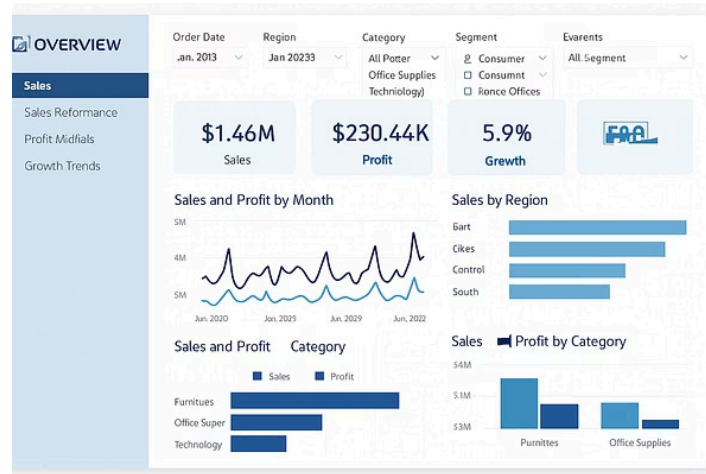 OVERVIEW
Sales
Sales Reformance
Profit Midfials
Growth Trends
Order Date
.an. 2013
Region
Jan 20233
Category
All Potter
Office Supplies
Techniology)
Segment
Consumer
Consumnt
Ronce Offices
Evarents
All. Segment
$1.46M
Sales
$230.44K
Profit
5.9%
Growth
Sales and Profit by Month
5M
4M
5M
Jun. 2020
Jan, 2025
Jun. 2029
Jun, 2022
Sales by Region
Bart
Cikes
Control
South
Sales and Profit Category
Sales
Profit
Furnitues
Office Super
Technology
Sales Profit by Category
$4M
$.1M
$3M
Purnittes
Office Supplies